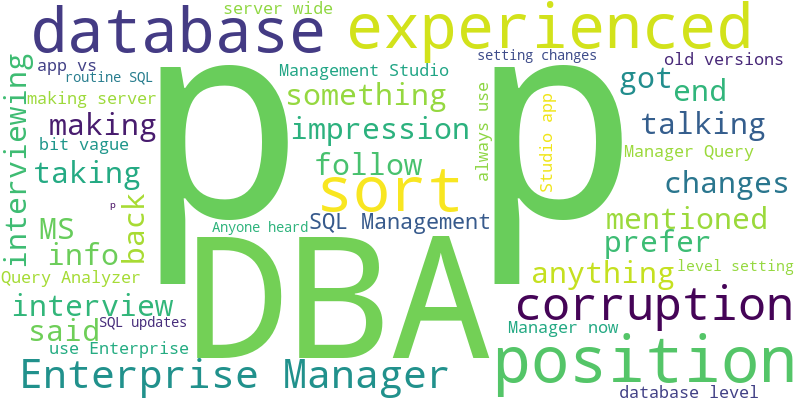 server wide
database
experienced
setting changes
old versions
app vs
routine SQL
Management Studio
got
end
making server
something
always use
Studio app
interviewing
making
impression
talking
bit vague
Manager Query
p p
follow
taking
sort
changes
back
p
MS
Anyone heard
SQL Management
mentioned
prefer
info
DBA
anything
level setting
Query Analyzer
interview
corruption
said
SQL updates
Manager now
use Enterprise
position
Enterprise Manager
database level